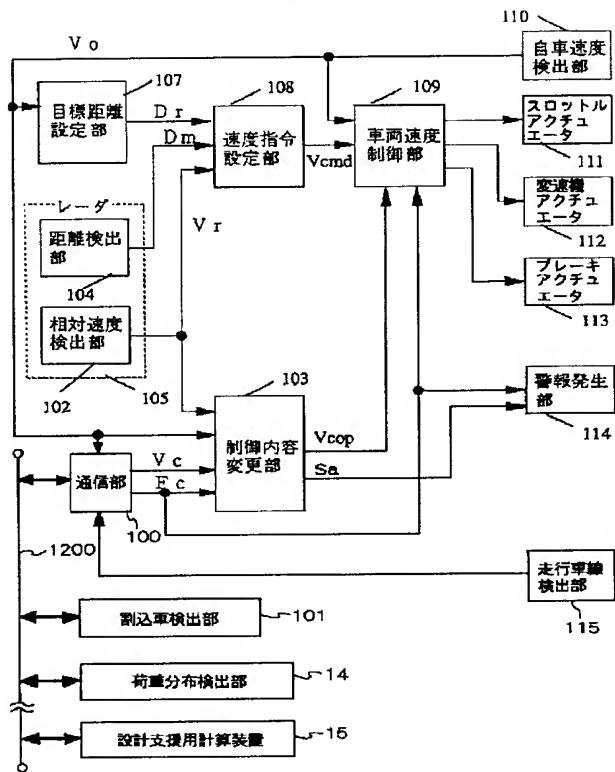 110
V o
自車速度
検出部
107
目標距離
設定部
D r
D m
108
速度指令
設定部
Vcmd
109
車両速度
制御部
スロットル
アクチュ
エータ
111
変速機
アクチュ
エータ
112
ブレーキ
アクチュ
エータ
113
レーダ
距離検出
部
104
V r
相対速度
検出部
102
105
103
制御内容
変更部
Vcop
Sa
警報発生
部
114
通信部
100
V c
F c
1200
走行車線
検出部
115
割込車検出部
101
荷重分布検出部
14
設計支援用計算装置
15